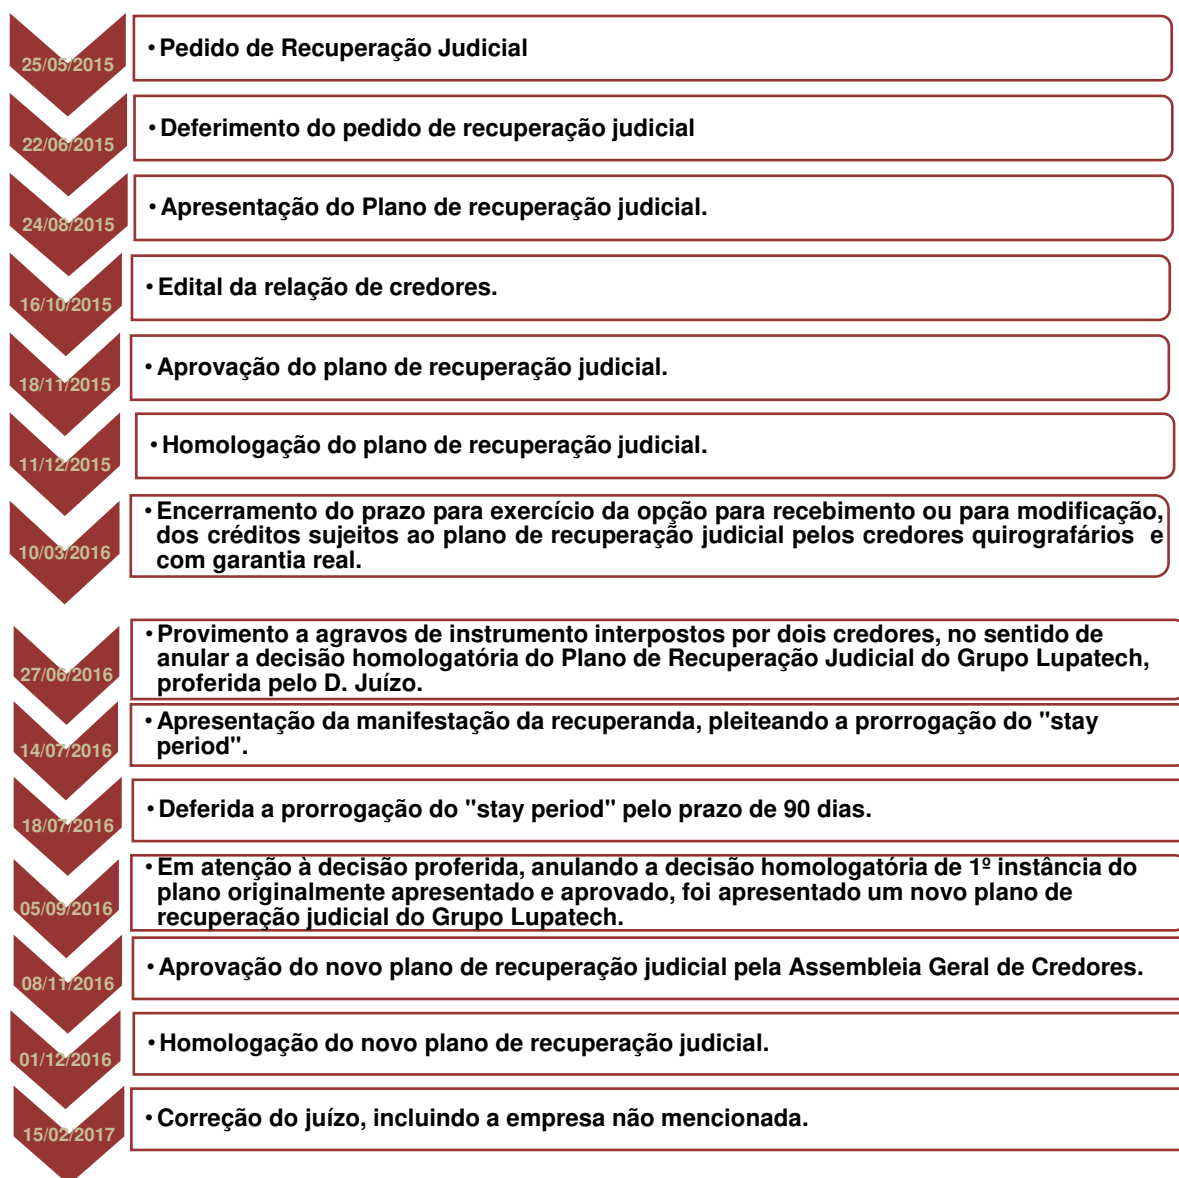 25/05/2015
• Pedido de Recuperação Judicial
22/06/2015
• Deferimento do pedido de recuperação judicial
24/08/2015
• Apresentação do Plano de recuperação judicial.
16/10/2015
• Edital da relação de credores.
18/11/2015
• Aprovação do plano de recuperação judicial.
11/12/2015
• Homologação do plano de recuperação judicial.
10/03/2016
• Encerramento do prazo para exercício da opção para recebimento ou para modificação,
dos créditos sujeitos ao plano de recuperação judicial pelos credores quirografários e
com garantia real.
27/06/2016
• Provimento a agravos de instrumento interpostos por dois credores, no sentido de
anular a decisão homologatória do Plano de Recuperação Judicial do Grupo Lupatech,
proferida pelo D. Juízo.
14/07/2016
• Apresentação da manifestação da recuperanda, pleiteando a prorrogação do "stay
period".
18/07/2016
• Deferida a prorrogação do "stay period" pelo prazo de 90 dias.
05/09/2016
• Em atenção à decisão proferida, anulando a decisão homologatória de 1º instância do
plano originalmente apresentado e aprovado, foi apresentado um novo plano de
recuperação judicial do Grupo Lupatech.
08/11/2016
• Aprovação do novo plano de recuperação judicial pela Assembleia Geral de Credores.
01/12/2016
• Homologação do novo plano de recuperação judicial.
15/02/2017
• Correção do juízo, incluindo a empresa não mencionada.